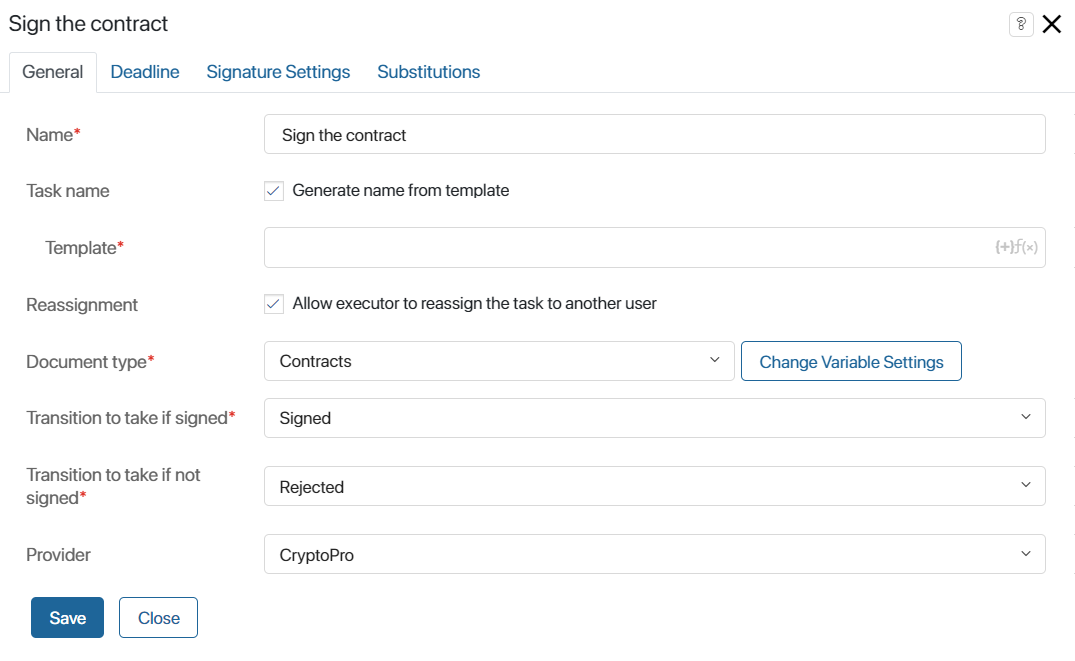 Sign the contract
?
General Deadline Signature Settings Substitutions
Name*
Sign the contract
Task name
Generate name from template
Template*
{+}ƒ(x)
Reassignment
Allow executor to reassign the task to another user
Document type*
Contracts
Change Variable Settings
Transition to take if signed*
Signed
Transition to take if not
signed*
Rejected
Provider
CryptoPro
Save Close